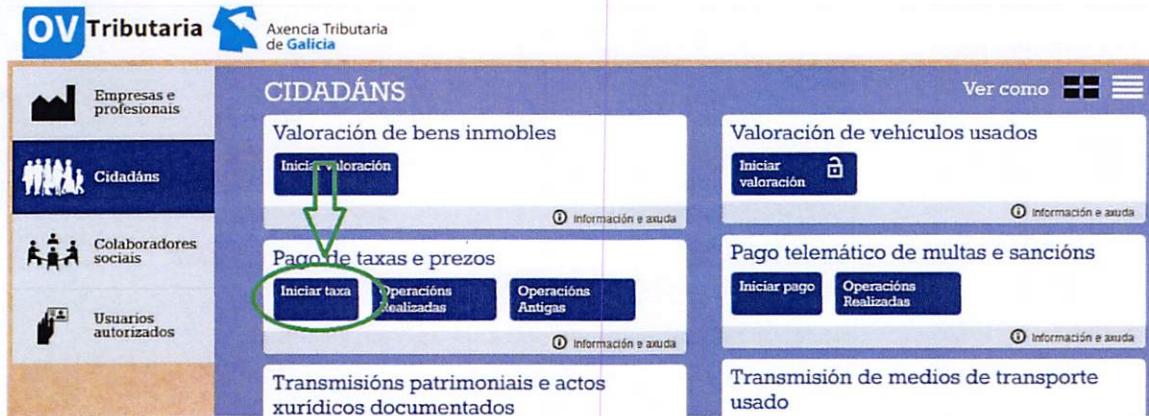 OV Tributaria
Axencia Tributaria
de Galicia
Empresas e
profesionais
Cidadáns
Colaboradores
sociais
Usuarios
autorizados
CIDADÁNS
Ver como
Valoración de bens inmobles
Iniciar valoración
Información e axuda
Valoración de vehículos usados
Iniciar
valoración
Información e axuda
Pago de taxas e prezos
Iniciar taxa
Operacións
Realizadas
Operacións
Antigas
Información e axuda
Pago telemático de multas e sancións
Iniciar pago
Operacións
Realizadas
Información e axuda
Transmisións patrimoniais e actos
xurídicos documentados
Transmisión de medios de transporte
usado